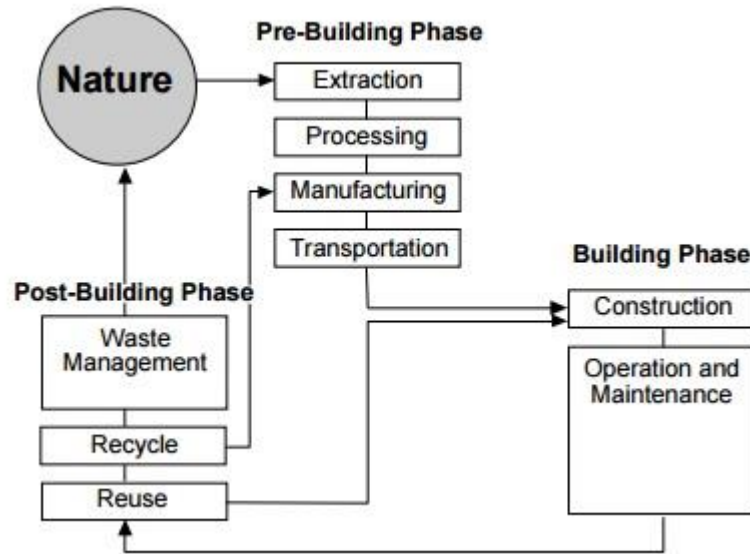 Nature
Pre-Building Phase
Extraction
Processing
Manufacturing
Transportation
Building Phase
Construction
Operation and
Maintenance
Post-Building Phase
Waste
Management
Recycle
Reuse